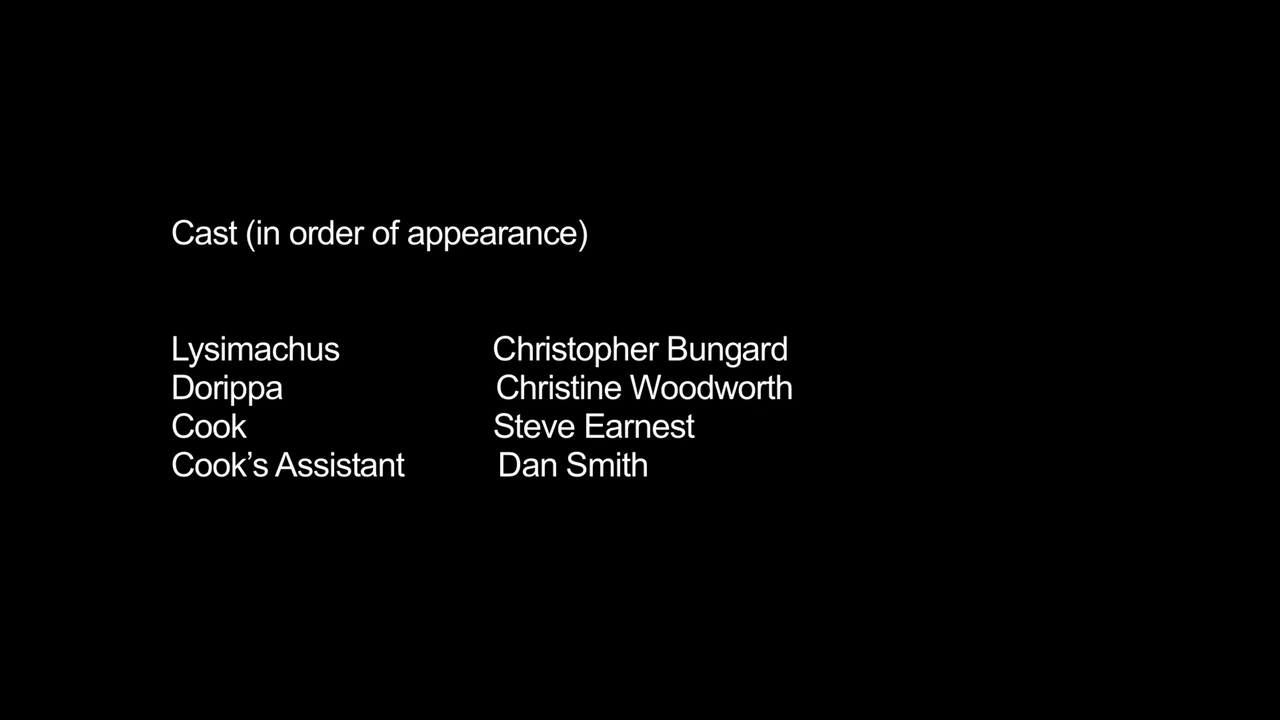 Cast (in order of appearance)
Lysimachus Christopher Bungard
Dorippa Christine Woodworth
Cook Steve Earnest
Cook’s Assistant Dan Smith